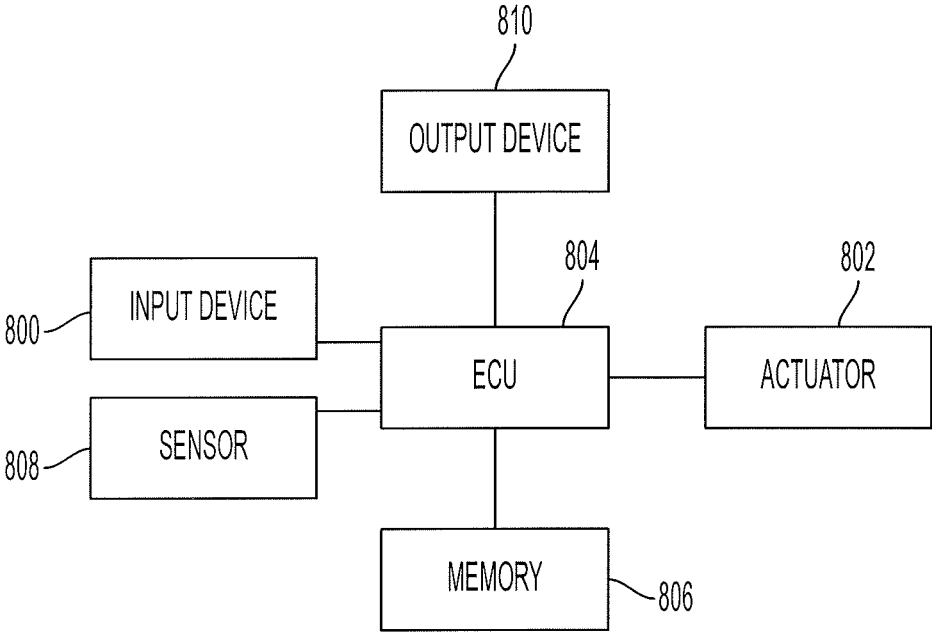 810
OUTPUT DEVICE
804
802
INPUT DEVICE
800
ECU
ACTUATOR
SENSOR
808
MEMORY
806